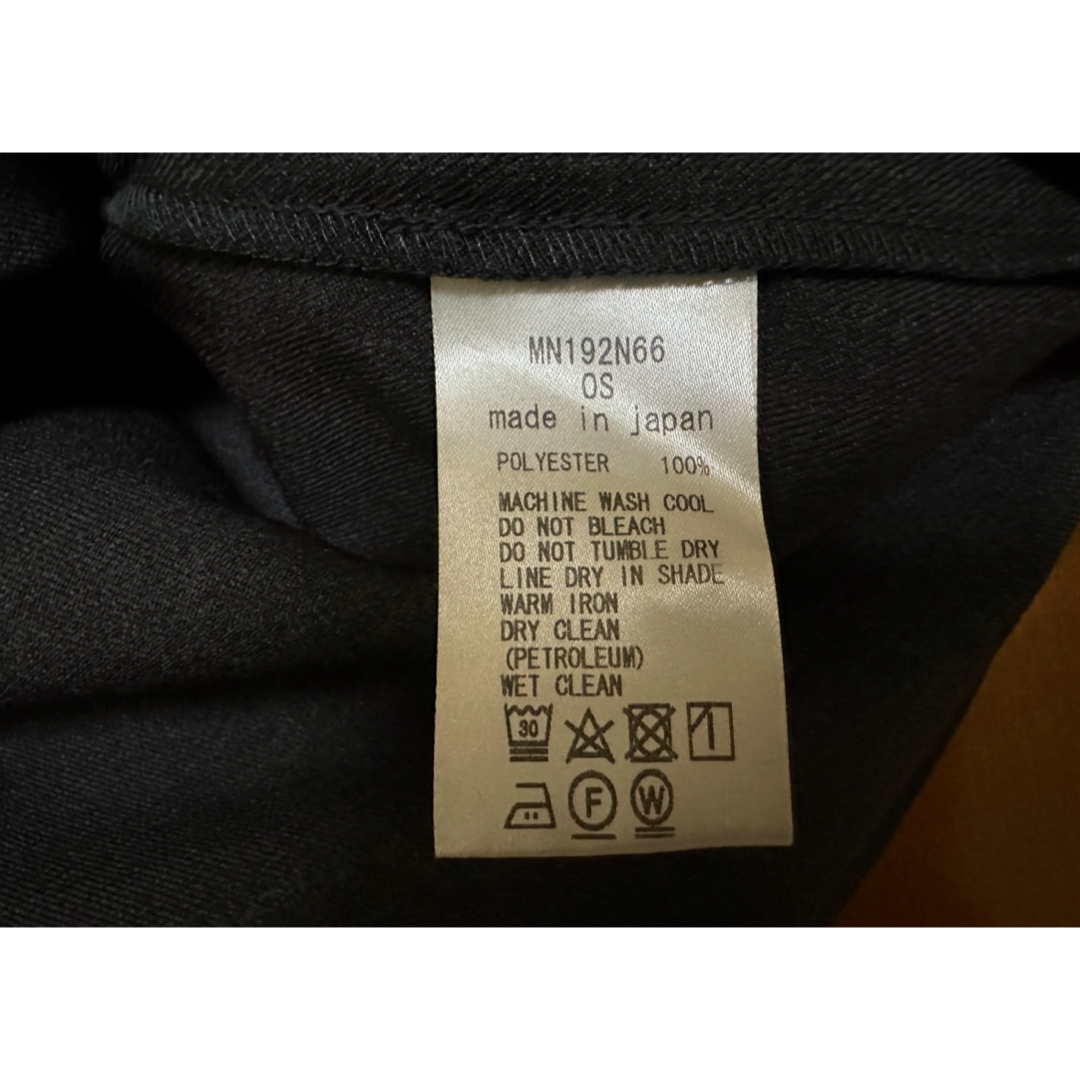 MN192N66
OS
made in japan
POLYESTER 100%
MACHINE WASH COOL
DO NOT BLEACH
DO NOT TUMBLE DRY
LINE DRY IN SHADE
WARM IRON
DRY CLEAN
(PETROLEUM)
WET CLEAN
30
F W